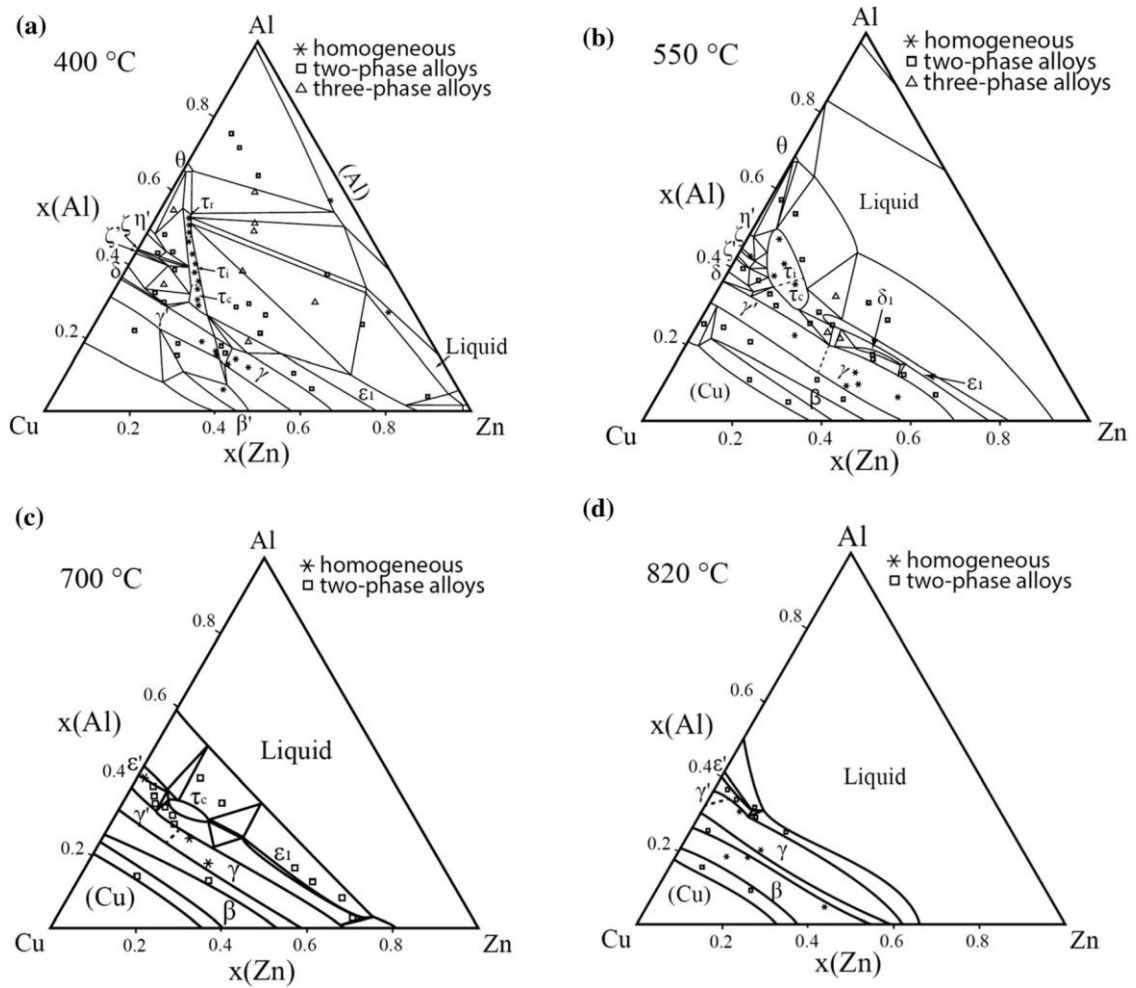 (a)
400 °C
Al
* homogeneous
□ two-phase alloys
△ three-phase alloys
0.8
θ
0.6
(Al)
x(Al)
τr
η'
ζ'
ζ
0.4
τi
δ
τc
γ'
0.2
Liquid
γ
ε1
Cu
0.2
0.4
β'
0.6
0.8
Zn
x(Zn)
(b)
550 °C
Al
* homogeneous
□ two-phase alloys
△ three-phase alloys
0.8
θ
0.6
Liquid
x(Al)
η'
ζ
0.4
τi
δ
τc
γ'
δ1
0.2
γ
ε1
(Cu)
β
Cu
0.2
0.4
0.6
0.8
Zn
x(Zn)
(c)
700 °C
Al
* homogeneous
□ two-phase alloys
0.8
0.6
x(Al)
Liquid
0.4
ε'
τc
γ'
0.2
γ
ε1
(Cu)
β
Cu
0.2
0.4
0.6
0.8
Zn
x(Zn)
(d)
820 °C
Al
* homogeneous
□ two-phase alloys
0.8
0.6
x(Al)
0.4
ε'
Liquid
γ'
0.2
γ
(Cu)
β
Cu
0.2
0.4
0.6
0.8
Zn
x(Zn)